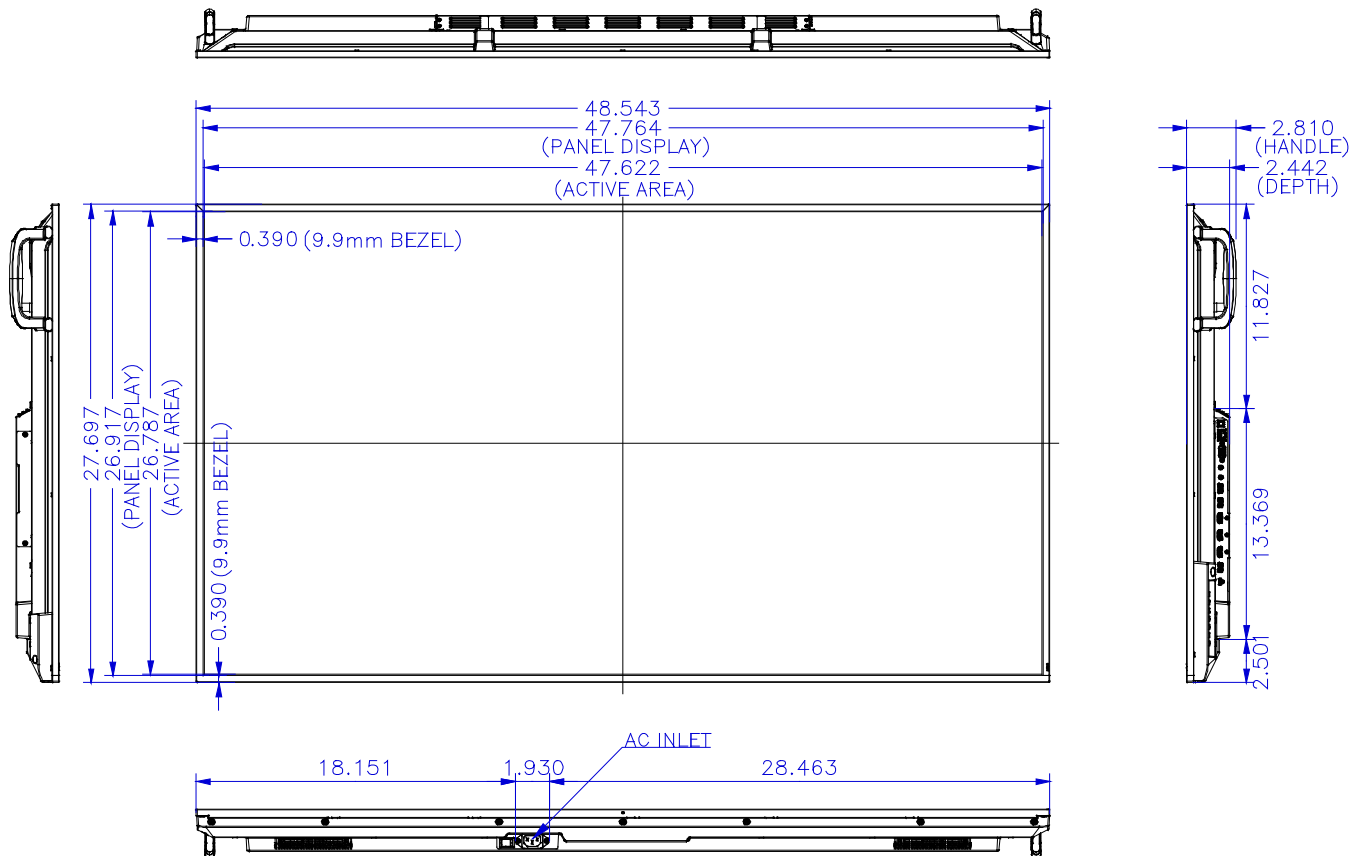 48.543
47.764
(PANEL DISPLAY)
47.622
(ACTIVE AREA)
2.810
(HANDLE)
2.442
(DEPTH)
0.390 (9.9mm BEZEL)
27.697
26.917
(PANEL DISPLAY)
26.787
(ACTIVE AREA)
0.390 (9.9mm BEZEL)
11.827
13.369
2.501
AC INLET
18.151 1.930 28.463